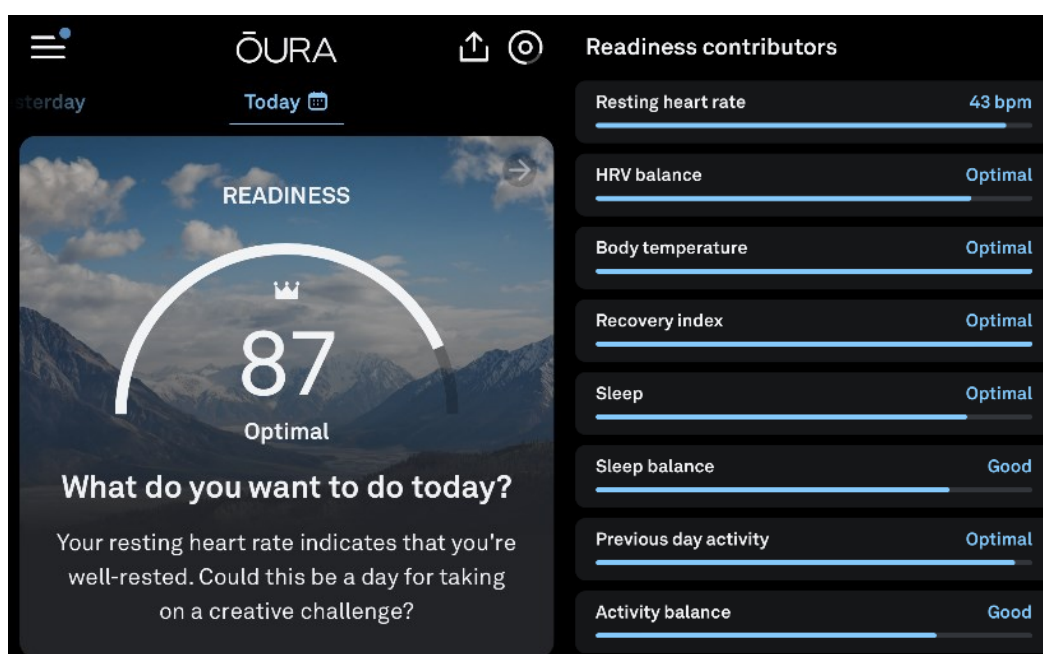 ŌURA
sterday
Today
READINESS
87
Optimal
What do you want to do today?
Your resting heart rate indicates that you're
well-rested. Could this be a day for taking
on a creative challenge?
Readiness contributors
Resting heart rate 43 bpm
HRV balance Optimal
Body temperature Optimal
Recovery index Optimal
Sleep Optimal
Sleep balance Good
Previous day activity Optimal
Activity balance Good